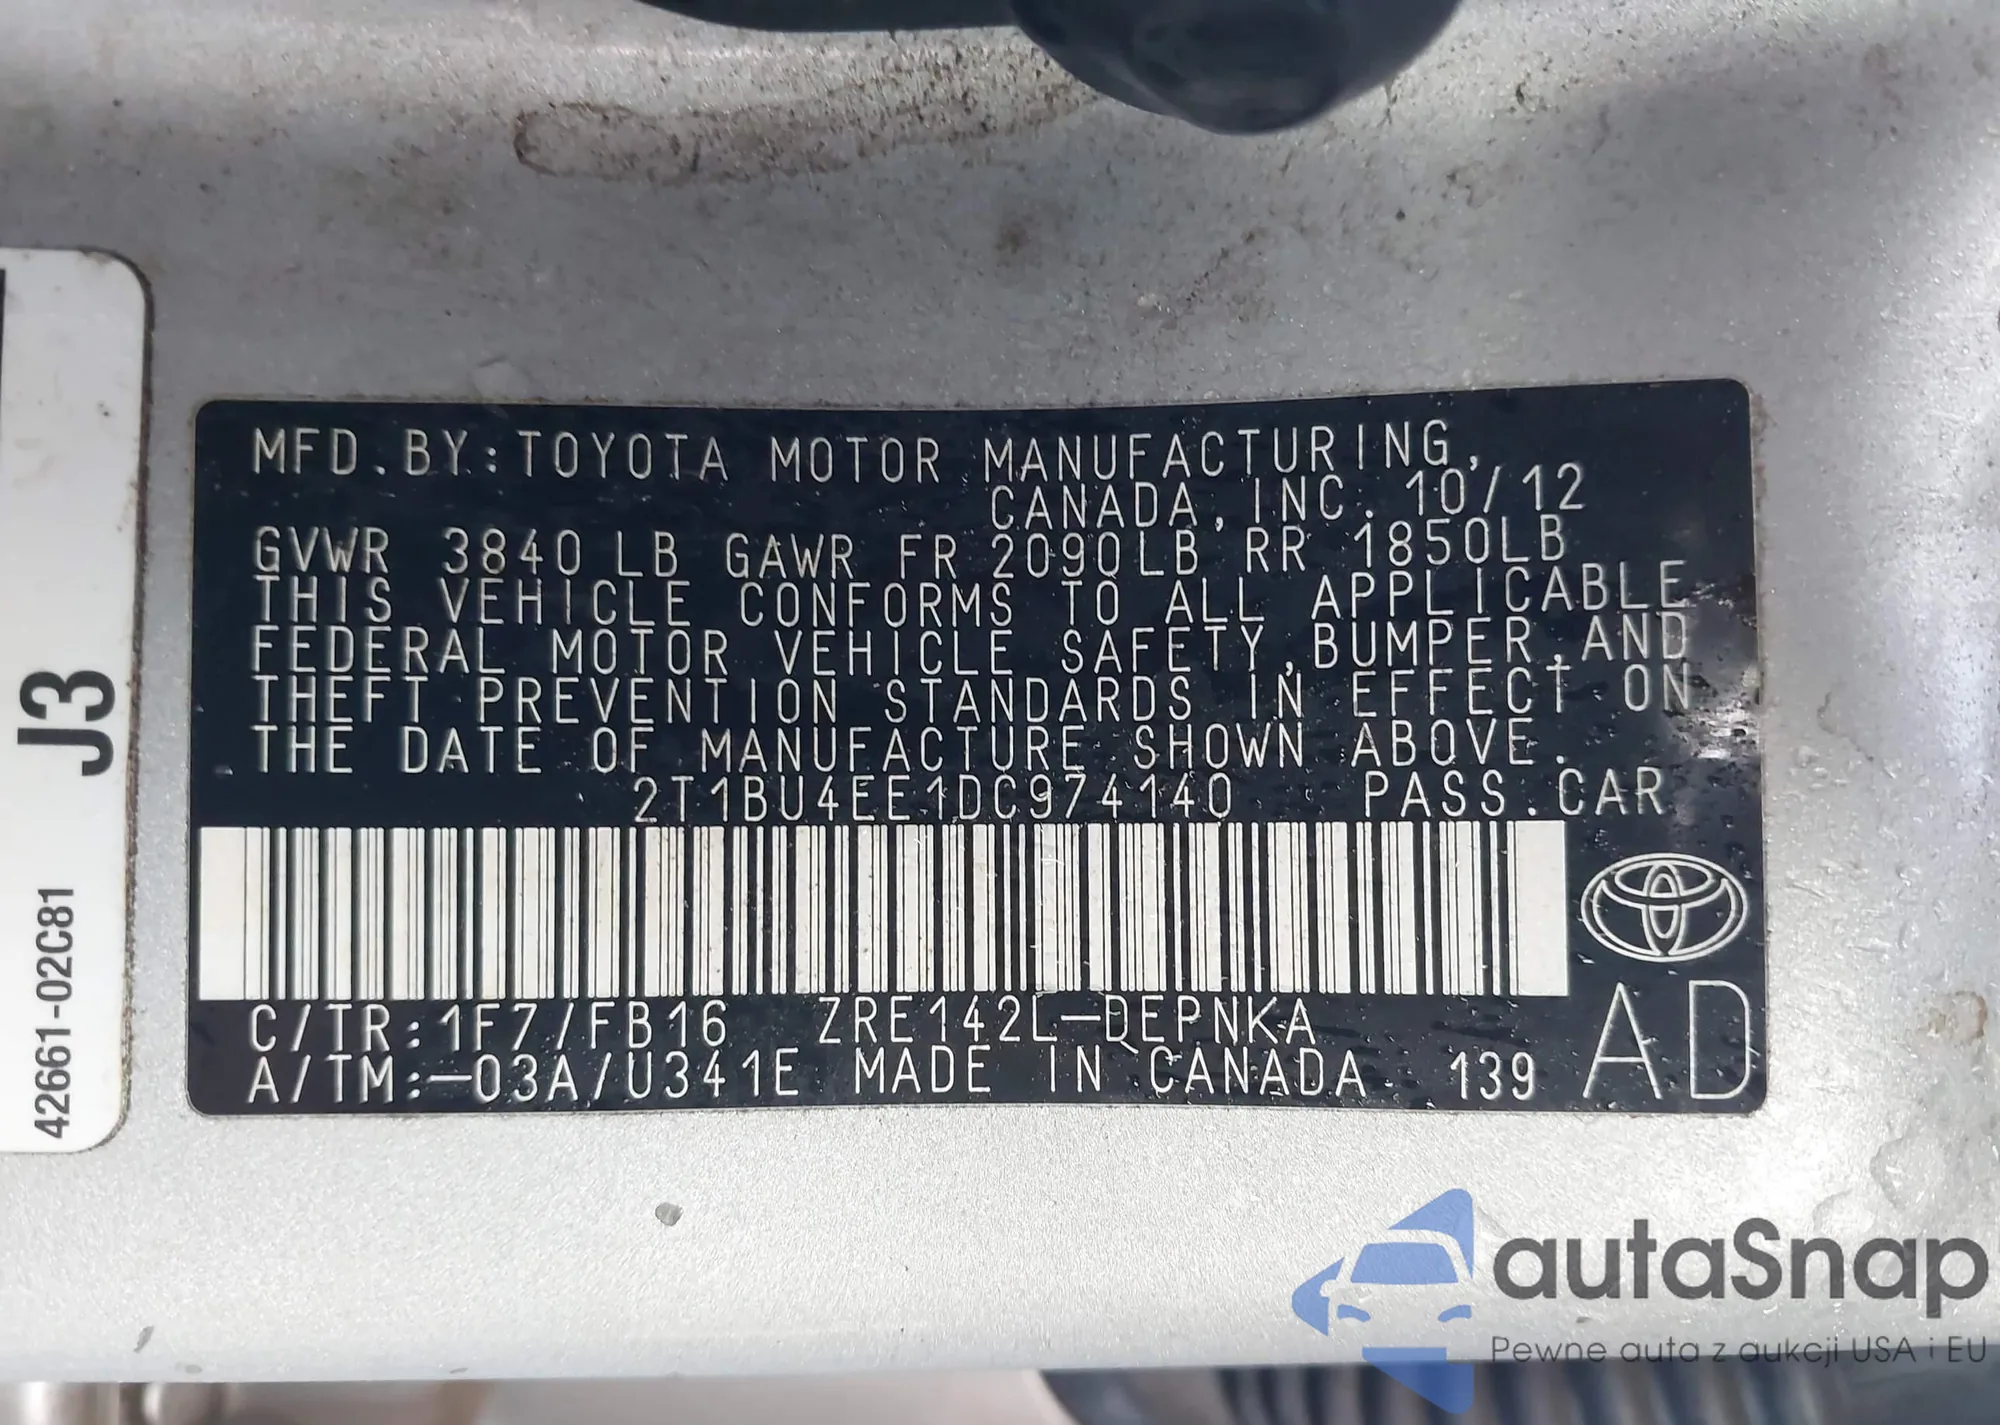 MFD.BY:TOYOTA MOTOR MANUFACTURING,
CANADA, INC. 10/12
GVWR 3840 LB GAWR FR 2090LB RR 1850LB
THIS VEHICLE CONFORMS TO ALL APPLICABLE
FEDERAL MOTOR VEHICLE SAFETY,BUMPER,AND
THEFT PREVENTION STANDARDS IN EFFECT ON
THE DATE OF MANUFACTURE SHOWN ABOVE.
2T1BU4EE1DC974140 PASS.CAR
C/TR:1F7/FB16 ZRE142L-DEPNKA
A/TM:-03A/U341E MADE IN CANADA 139
AD
J3
42661-02C81
autaSnap
Pewne auta z aukcji USA i EU